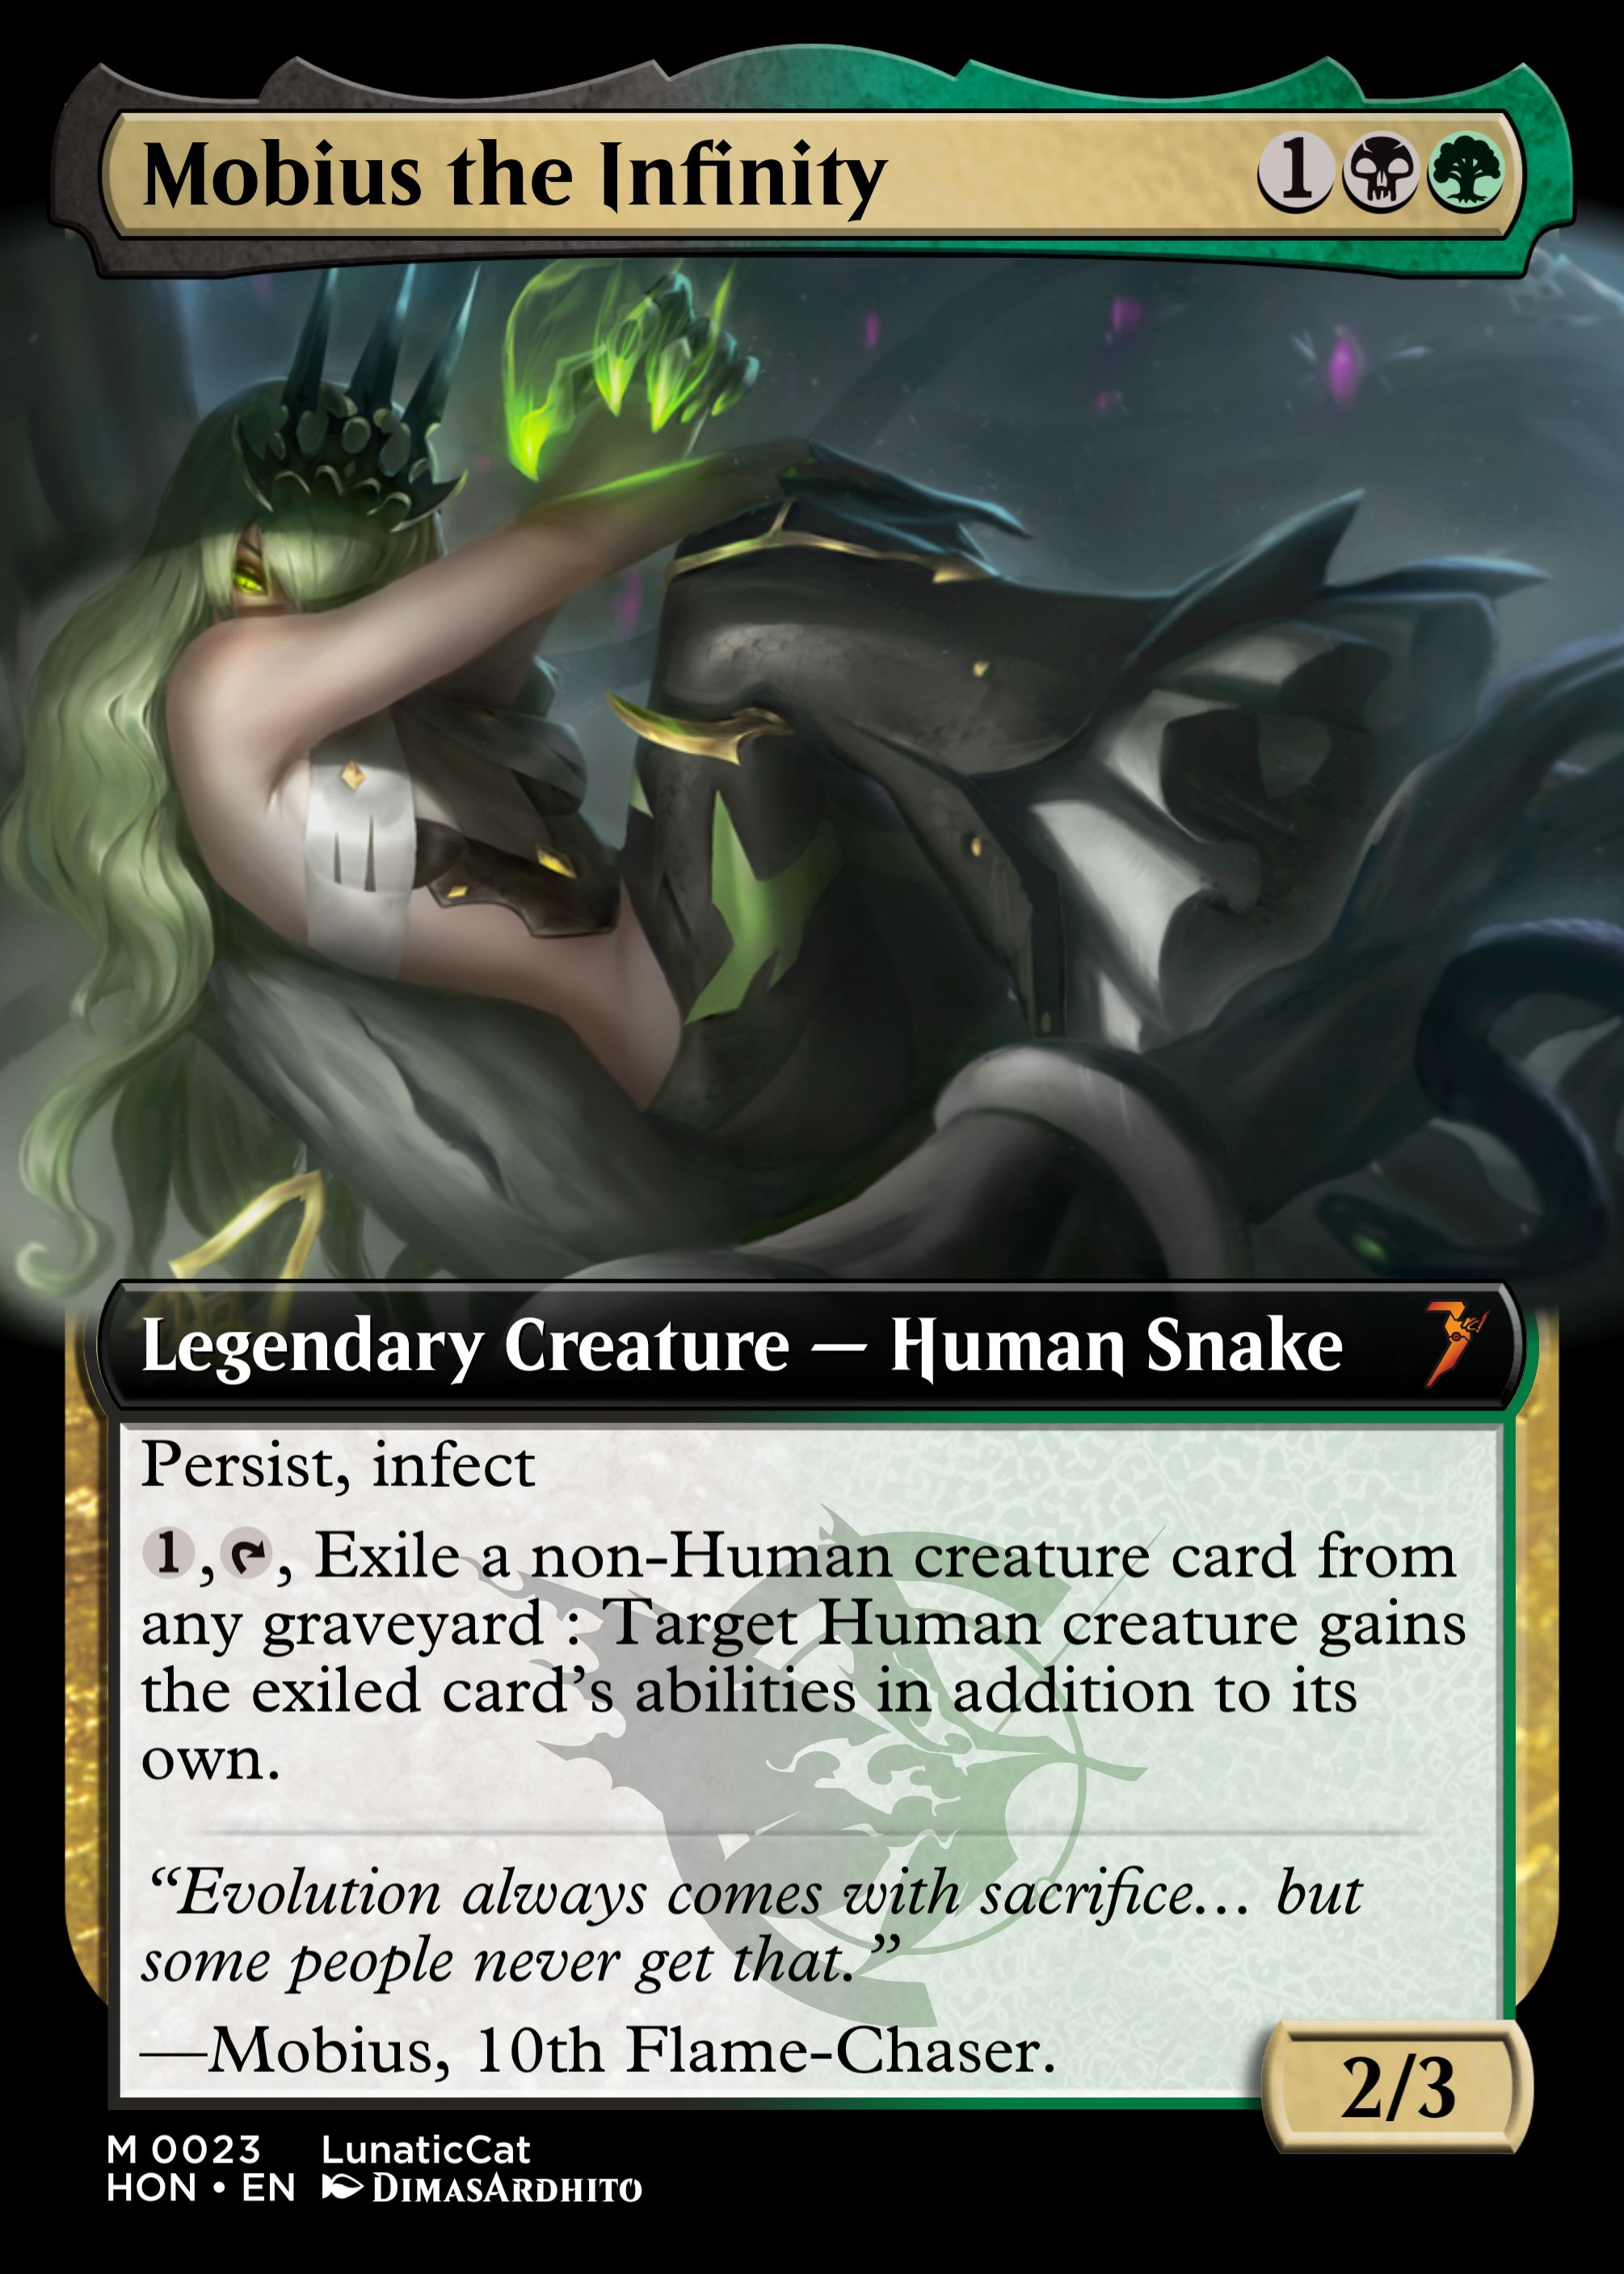 Mobius the Infinity 1
Legendary Creature — Human Snake
Persist, infect
1, , Exile a non-Human creature card from
any graveyard : Target Human creature gains
the exiled card’s abilities in addition to its
own.
“Evolution always comes with sacrifice… but
some people never get that.”
—Mobius, 10th Flame-Chaser.
2/3
M 0023 LunaticCat
HON • EN DimasArdhito